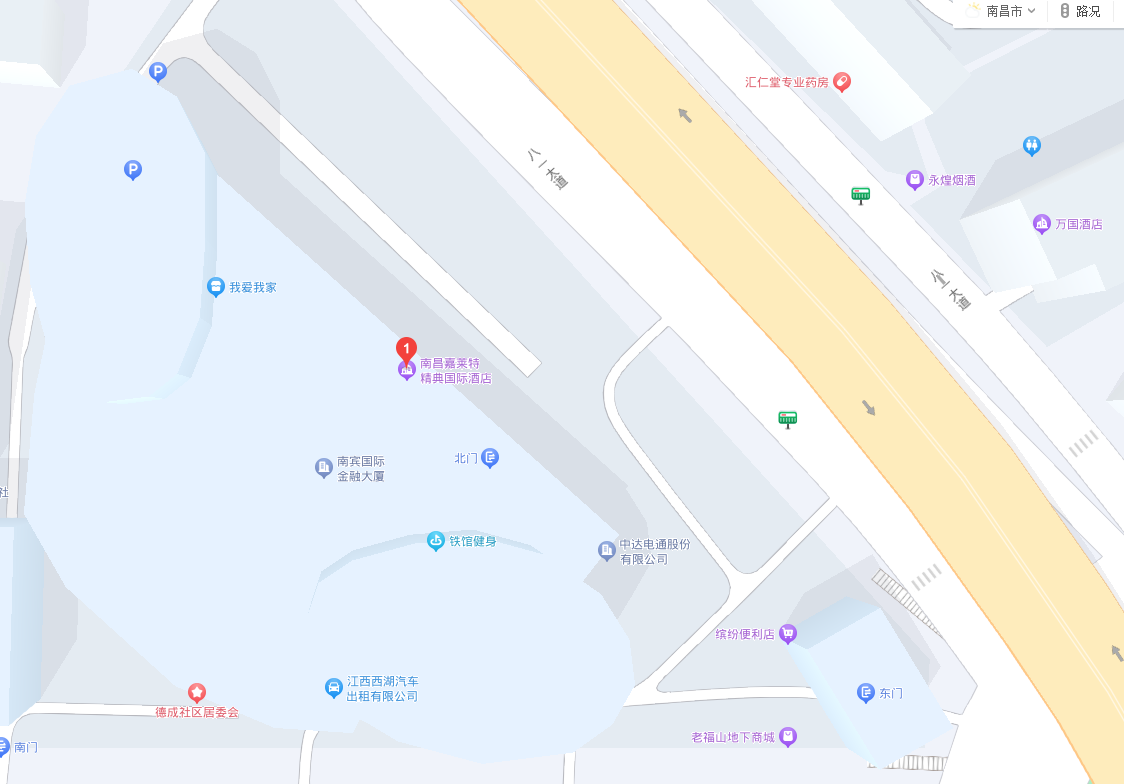 南昌市
路况
P
汇仁堂专业药房
八一大道
P
永煌烟酒
万国酒店
我爱我家
八一大道
1
南昌嘉莱特
精典国际酒店
南宾国际
金融大厦
北门
社
铁馆健身
中达电通股份
有限公司
缤纷便利店
江西西湖汽车
出租有限公司
东门
德成社区居委会
老福山地下商城
南门